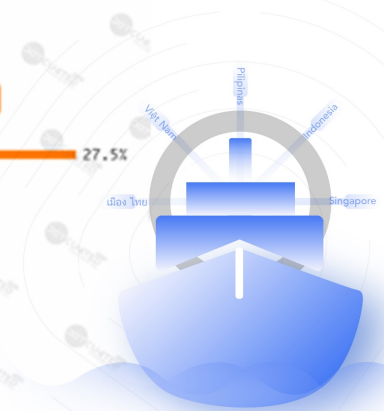 Pilipinas
Việt Nam
Indonesia
27.5%
เมือง ไทย
Singapore